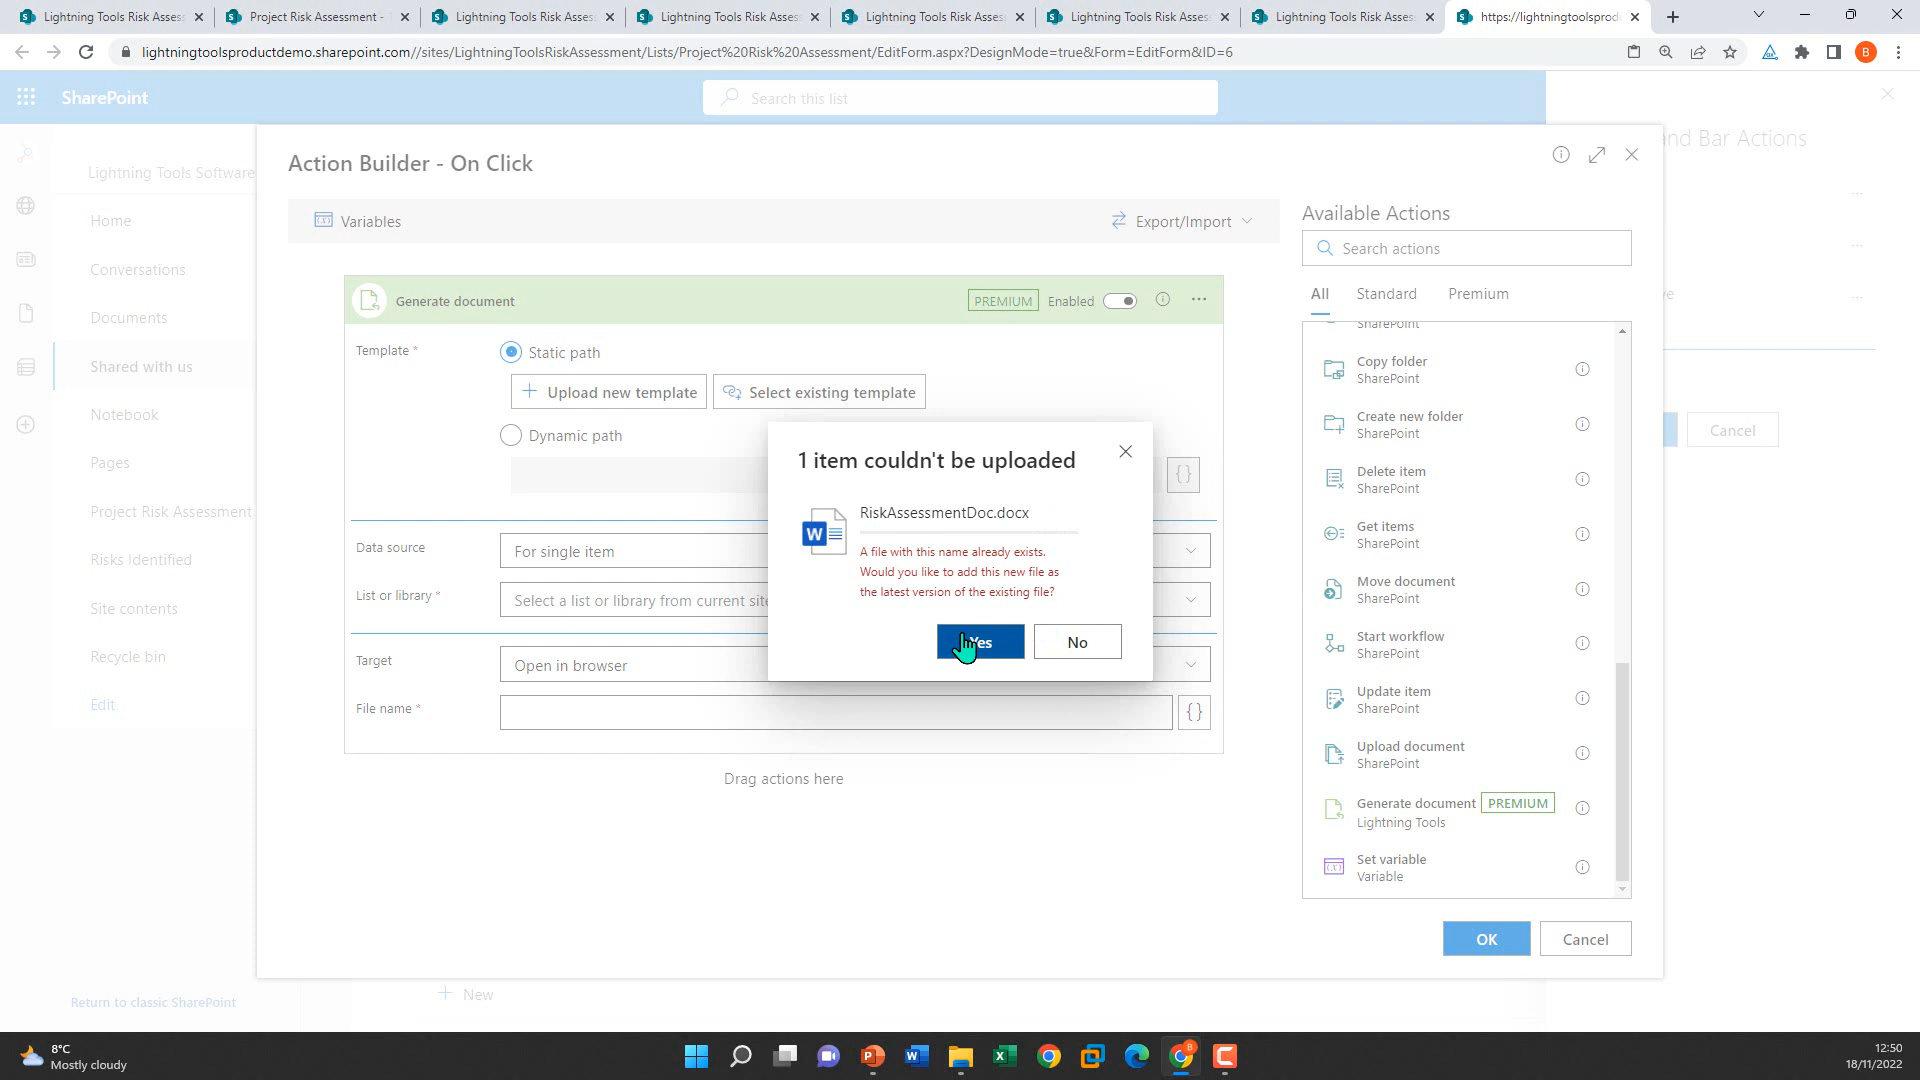 Lightning Tools Risk Asses
Project Risk Assessment -
Lightning Tools Risk Asses
Lightning Tools Risk Asses
Lightning Tools Risk Asses
Lightning Tools Risk Asses
Lightning Tools Risk Asses
https://lightningtoolsprod
lightningtoolsproductdemo.sharepoint.com//sites/LightningToolsRiskAssessment/Lists/Project%20Risk%20Assessment/EditForm.aspx?DesignMode=true&Form=EditForm&ID=6
B
SharePoint
Search this list
nd Bar Actions
Action Builder - On Click
Lightning Tools Software
Home
Conversations
Documents
Shared with us
Notebook
Pages
Project Risk Assessment
Risks Identified
Site contents
Recycle bin
Edit
Return to classic SharePoint
Variables
Export/Import
Generate document
PREMIUM
Enabled
Template *
Static path
Upload new template
Select existing template
Dynamic path
{}
Data source
For single item
List or library *
Select a list or library from current site
Target
Open in browser
File name *
{}
Drag actions here
New
1 item couldn't be uploaded
W
RiskAssessmentDoc.docx
A file with this name already exists.
Would you like to add this new file as
the latest version of the existing file?
Yes
No
Available Actions
Search actions
All
Standard
Premium
SharePoint
Copy folder
SharePoint
Create new folder
SharePoint
Delete item
SharePoint
Get items
SharePoint
Move document
SharePoint
Start workflow
SharePoint
Update item
SharePoint
Upload document
SharePoint
Generate document PREMIUM
Lightning Tools
Set variable
Variable
OK
Cancel
Cancel
8°C
Mostly cloudy
12:50
18/11/2022